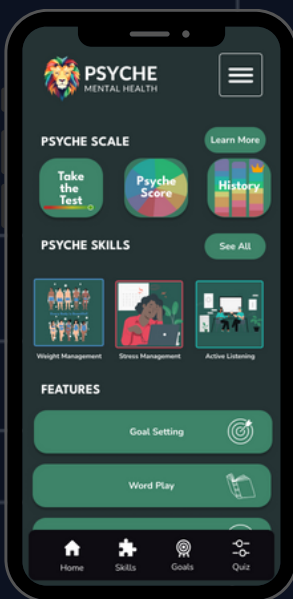 PSYCHE
MENTAL HEALTH
PSYCHE SCALE
Learn More
Take
the
Test
Psyche
Score
History
PSYCHE SKILLS
See All
Weight Management
Stress Management
Active Listening
FEATURES
Goal Setting
Word Play
Home
Skills
Goals
Quiz